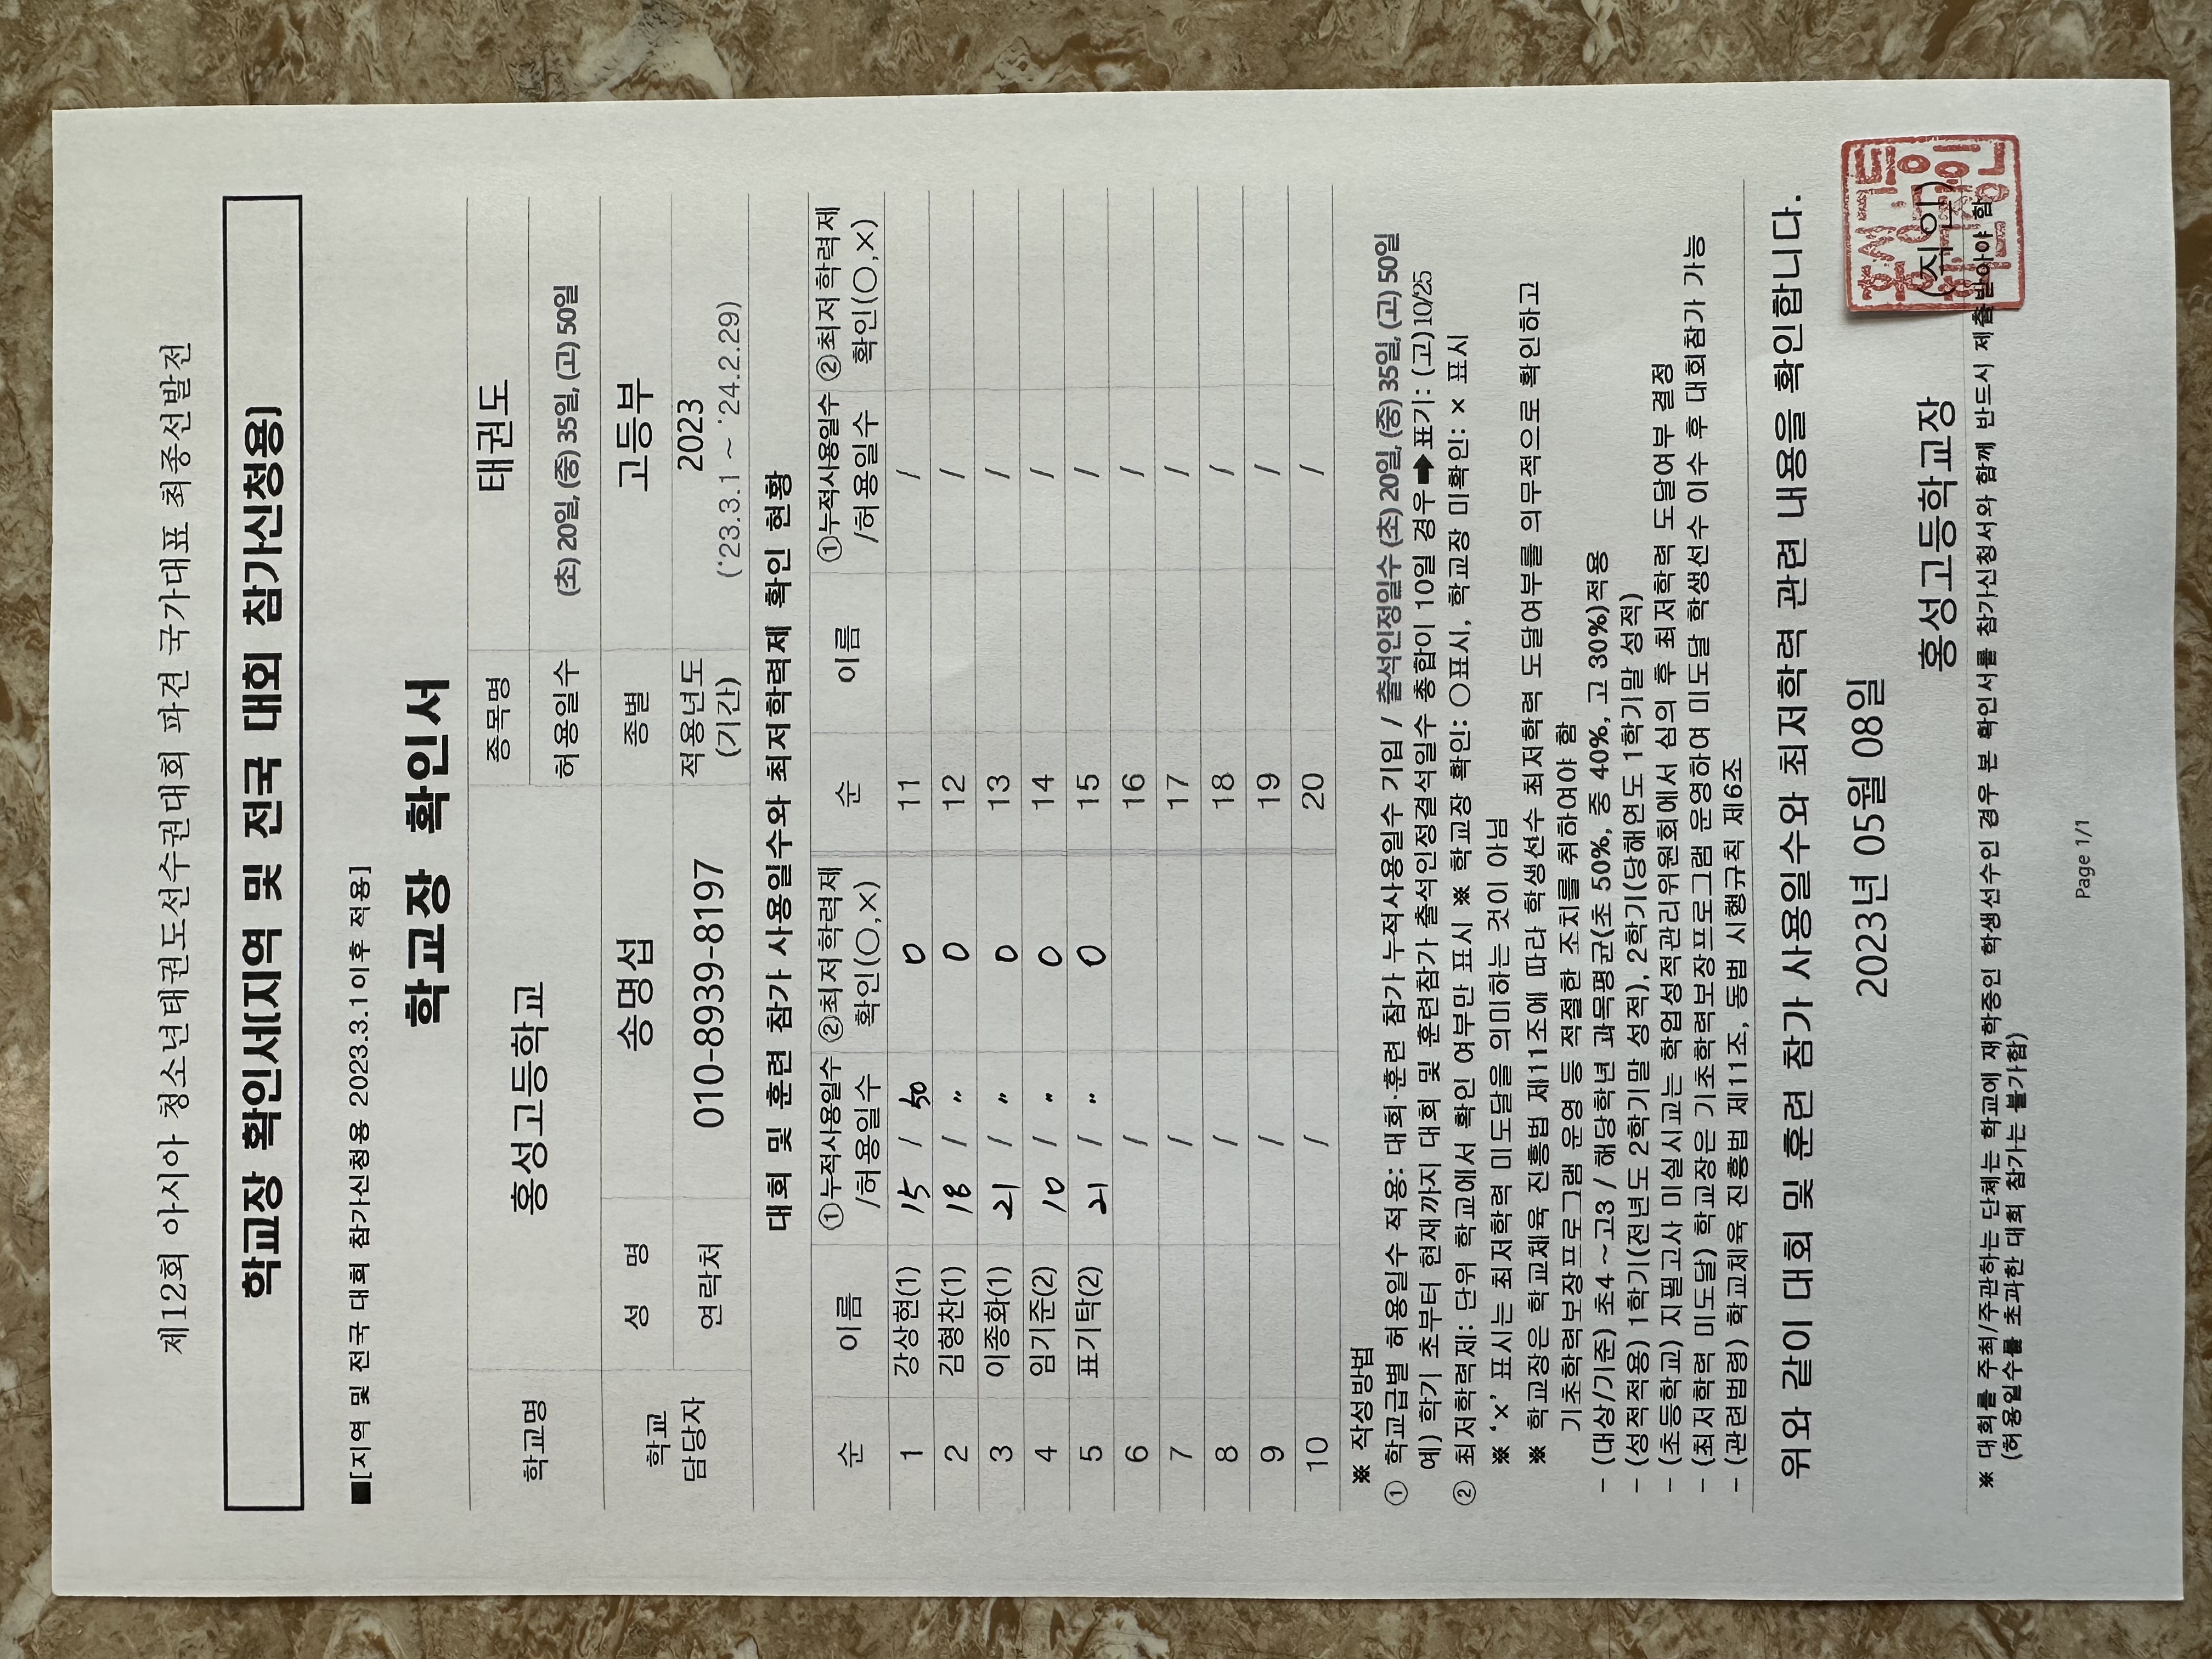 제12회 아시아 청소년태권도선수권대회 파견 국가대표 최종선발전
학교장 확인서[지역 및 전국 대회 참가신청용]
■[지역 및 전국 대회 참가신청용 2023.3.1이후 적용]
학교장 확인서
학교명 홍성고등학교 종목명 태권도
허용일수 (초) 20일, (중) 35일, (고) 50일
학교 담당자 성 명 송명섭 종별 고등부
연락처 010-8939-8197 적용년도 (기간) 2023 ('23.3.1 ~ '24.2.29)
대회 및 훈련 참가 사용일수와 최저학력제 확인 현황
순 이름 ①누적사용일수 /허용일수 ②최저학력제 확인(○,×) 순 이름 ①누적사용일수 /허용일수 ②최저학력제 확인(○,×)
1 강상현(1) 15 / 50 0 11 /
2 김형찬(1) 18 / 〃 0 12 /
3 이종화(1) 21 / 〃 0 13 /
4 임기준(2) 10 / 〃 0 14 /
5 표기탁(2) 21 / 〃 0 15 /
6 / 16 /
7 / 17 /
8 / 18 /
9 / 19 /
10 / 20 /
※ 작성방법
① 학교급별 허용일수 적용: 대회·훈련 참가 누적사용일수 기입 / 출석인정일수 (초) 20일, (중) 35일, (고) 50일
예) 학기 초부터 현재까지 대회 및 훈련참가 출석인정결석일수 총합이 10일 경우 ➡ 표기: (고) 10/25
② 최저학력제: 단위 학교에서 확인 여부만 표시 ※ 학교장 확인: ○표시, 학교장 미확인: × 표시
※ '×' 표시는 최저학력 미도달을 의미하는 것이 아님
※ 학교장은 학교체육 진흥법 제11조에 따라 학생선수 최저학력 도달여부를 의무적으로 확인하고
기초학력보장프로그램 운영 등 적절한 조치를 취하여야 함
- (대상/기준) 초4 ~ 고3 / 해당학년 과목평균(초 50%, 중 40%, 고 30%)적용
- (성적적용) 1학기(전년도 2학기말 성적), 2학기(당해연도 1학기말 성적)
- (초등학교) 지필고사 미실시교는 학업성적관리위원회에서 심의 후 최저학력 도달여부 결정
- (최저학력 미도달) 학교장은 기초학력보장프로그램 운영하여 미도달 학생선수 이수 후 대회참가 가능
- (관련법령) 학교체육 진흥법 제11조, 동법 시행규칙 제6조
위와 같이 대회 및 훈련 참가 사용일수와 최저학력 관련 내용을 확인합니다.
2023년 05월 08일
홍성고등학교장 (직인)
※ 대회를 주최/주관하는 단체는 학교에 재학중인 학생선수인 경우 본 확인서를 참가신청서와 함께 반드시 제출받아야 함
(허용일수를 초과한 대회 참가는 불가함)
Page 1/1